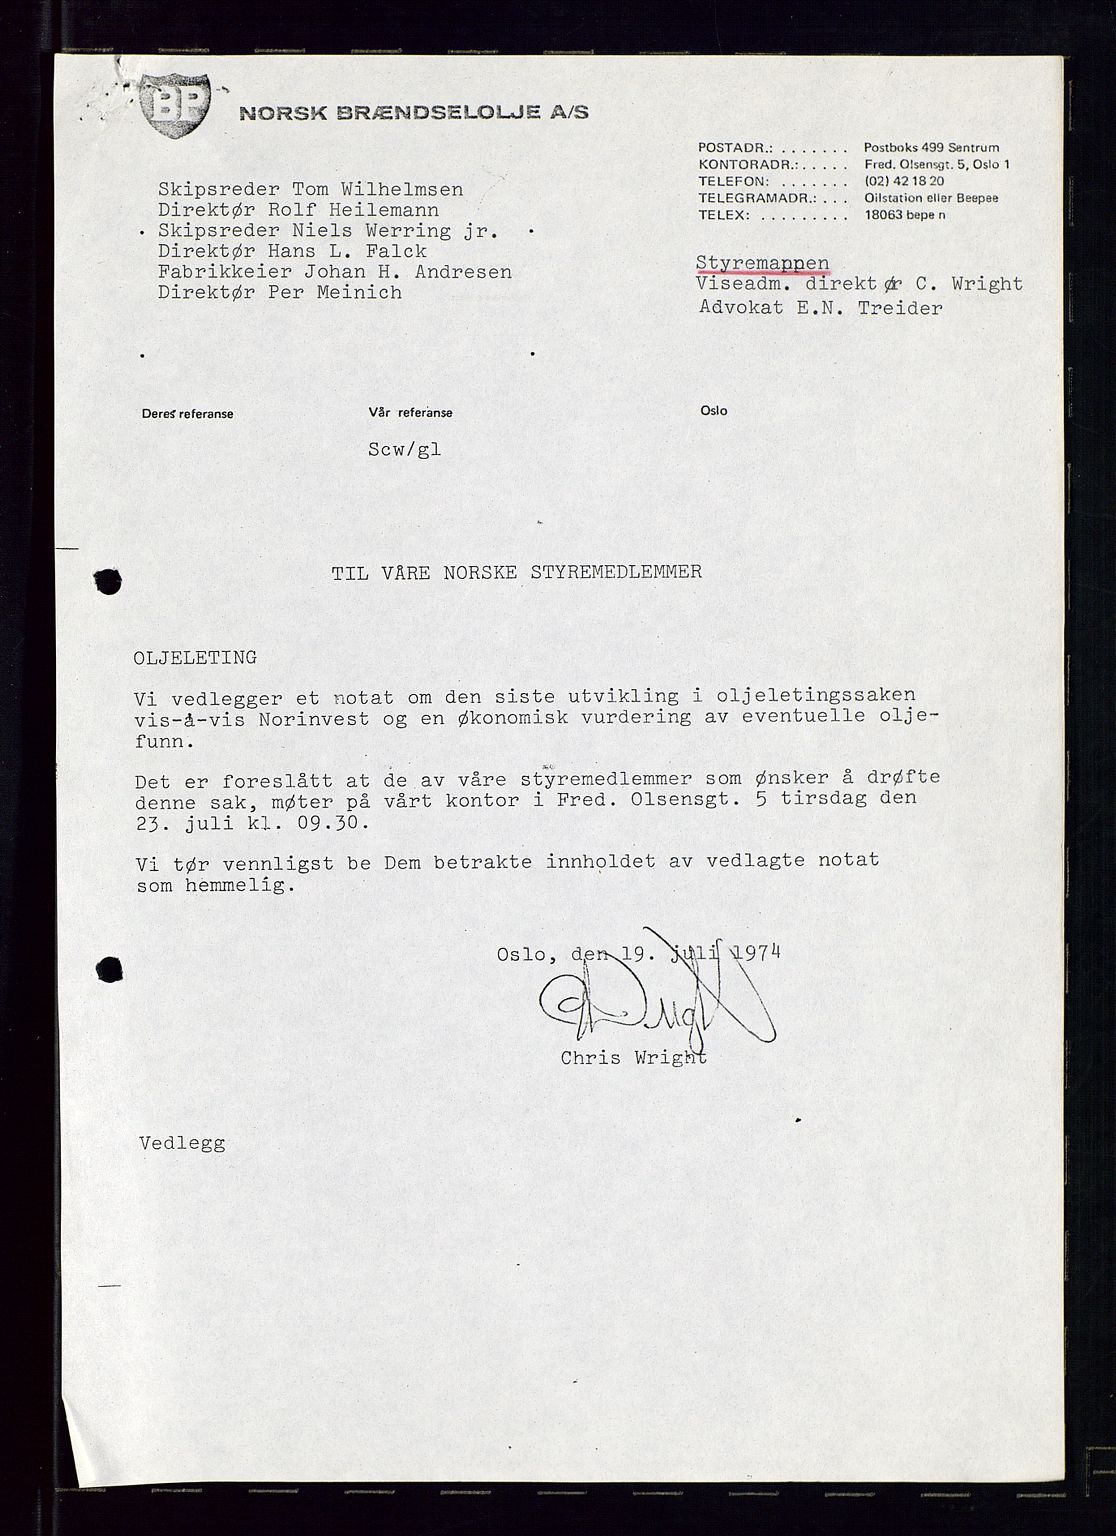 BP NORSK BRÆNDSELOLJE A/S
POSTADR.: . . . . . . . Postboks 499 Sentrum
KONTORADR.: . . . . . Fred. Olsensgt. 5, Oslo 1
TELEFON: . . . . . . . (02) 42 18 20
TELEGRAMADR.: . . . Oilstation eller Beepee
TELEX: . . . . . . . . . 18063 bepe n
Skipsreder Tom Wilhelmsen
Direktør Rolf Heilemann
Skipsreder Niels Werring jr.
Direktør Hans L. Falck
Fabrikkeier Johan H. Andresen
Direktør Per Meinich
Styremappen
Viseadm. direktør C. Wright
Advokat E.N. Treider
Deres referanse Vår referanse Oslo
Scw/gl
TIL VÅRE NORSKE STYREMEDLEMMER
OLJELETING
Vi vedlegger et notat om den siste utvikling i oljeletingssaken
vis-å-vis Norinvest og en økonomisk vurdering av eventuelle olje-
funn.
Det er foreslått at de av våre styremedlemmer som ønsker å drøfte
denne sak, møter på vårt kontor i Fred. Olsensgt. 5 tirsdag den
23. juli kl. 09.30.
Vi tør vennligst be Dem betrakte innholdet av vedlagte notat
som hemmelig.
Oslo, den 19. juli 1974
Chris Wright
Vedlegg